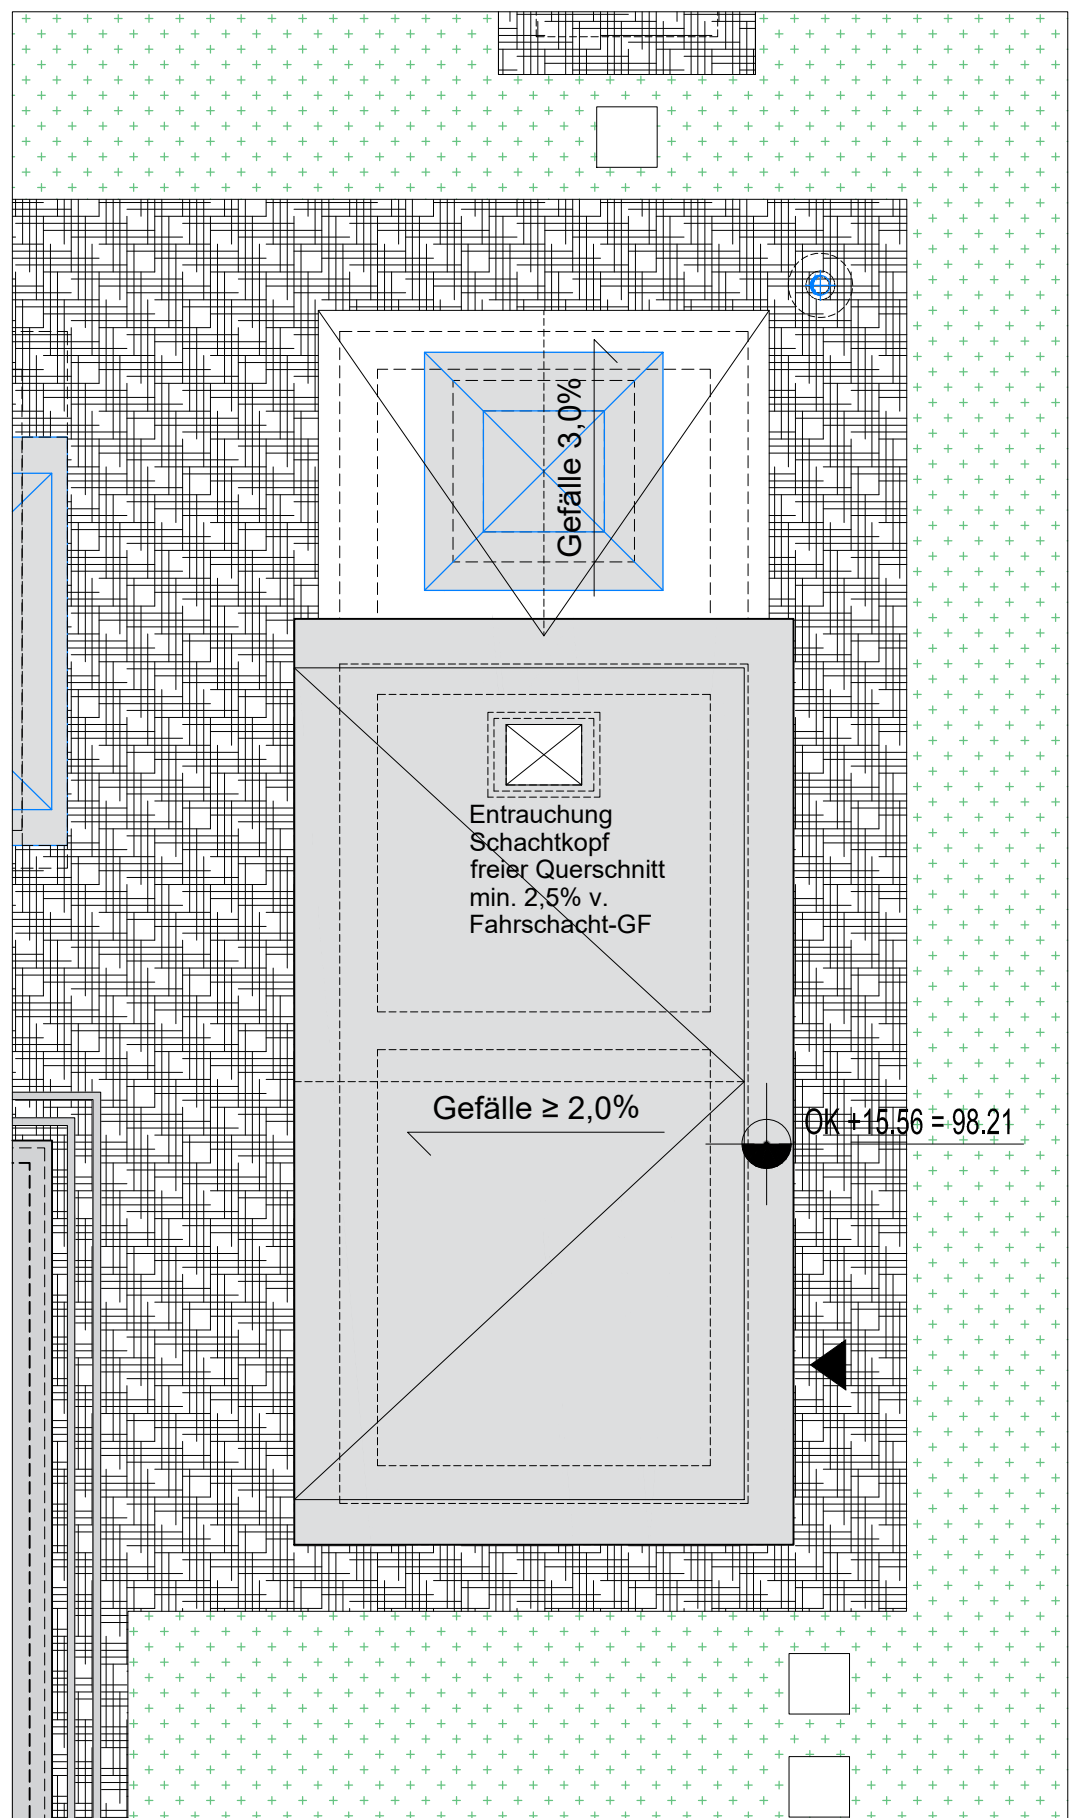 Gefälle 3,0%
Entrauchung
Schachtkopf
freier Querschnitt
min. 2,5% v.
Fahrschacht-GF
Gefälle ≥ 2,0%
OK +15.56 = 98.21